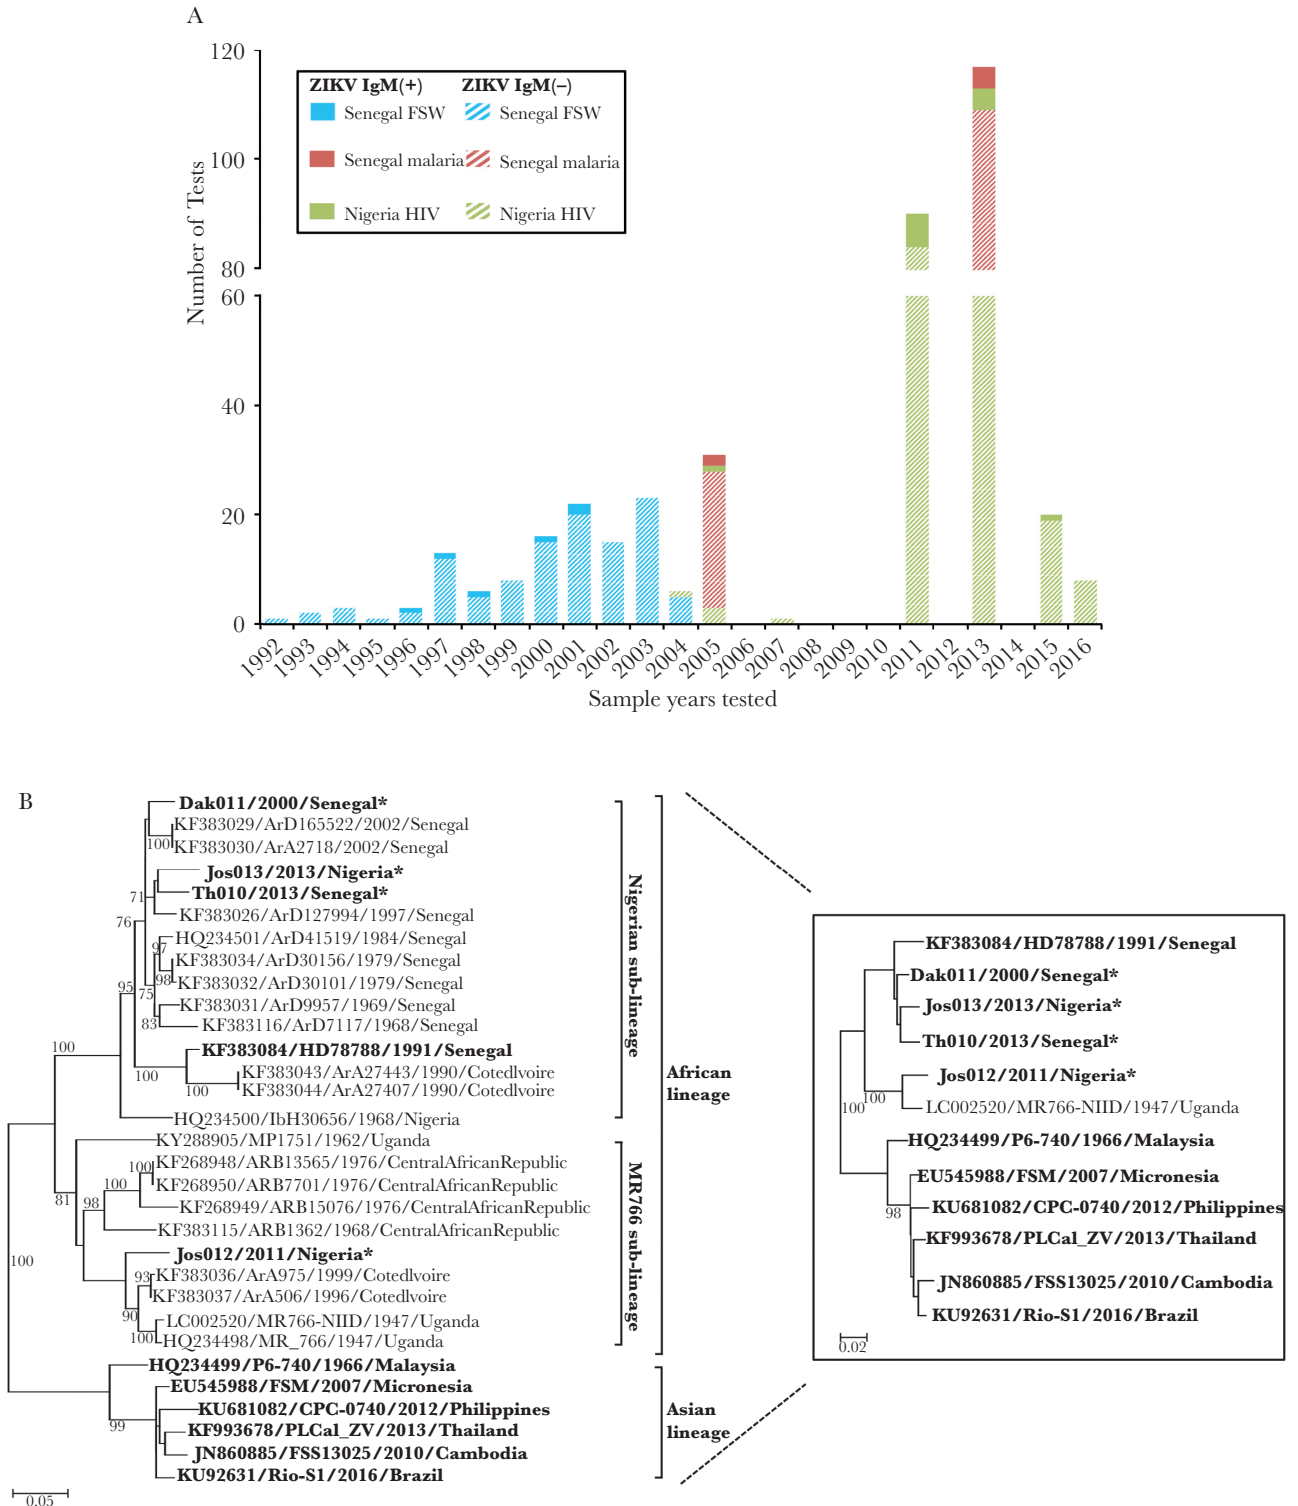 A
120
100
80
60
40
20
0
Number of Tests
ZIKV IgM(+) ZIKV IgM(–)
Senegal FSW Senegal FSW
Senegal malaria Senegal malaria
Nigeria HIV Nigeria HIV
1992 1993 1994 1995 1996 1997 1998 1999 2000 2001 2002 2003 2004 2005 2006 2007 2008 2009 2010 2011 2012 2013 2014 2015 2016
Sample years tested
B
Dak011/2000/Senegal*
KF383029/ArD165522/2002/Senegal
100
KF383030/ArA2718/2002/Senegal
Jos013/2013/Nigeria*
71
Th010/2013/Senegal*
76
KF383026/ArD127994/1997/Senegal
HQ234501/ArD41519/1984/Senegal
97
KF383034/ArD30156/1979/Senegal
98
KF383032/ArD30101/1979/Senegal
95
75
KF383031/ArD9957/1969/Senegal
83
KF383116/ArD7117/1968/Senegal
100
KF383084/HD78788/1991/Senegal
100
KF383043/ArA27443/1990/CotedIvoire
100
KF383044/ArA27407/1990/CotedIvoire
HQ234500/IbH30656/1968/Nigeria
KY288905/MP1751/1962/Uganda
KF268948/ARB13565/1976/CentralAfricanRepublic
100
100
KF268950/ARB7701/1976/CentralAfricanRepublic
81
98
KF268949/ARB15076/1976/CentralAfricanRepublic
KF383115/ARB1362/1968/CentralAfricanRepublic
Jos012/2011/Nigeria*
100
93
KF383036/ArA975/1999/CotedIvoire
KF383037/ArA506/1996/CotedIvoire
90
LC002520/MR766-NIID/1947/Uganda
100
HQ234498/MR_766/1947/Uganda
HQ234499/P6-740/1966/Malaysia
EU545988/FSM/2007/Micronesia
KU681082/CPC-0740/2012/Philippines
99
KF993678/PLCal_ZV/2013/Thailand
JN860885/FSS13025/2010/Cambodia
KU92631/Rio-S1/2016/Brazil
0.05
Nigerian sub-lineage
MR766 sub-lineage
African
lineage
Asian
lineage
KF383084/HD78788/1991/Senegal
Dak011/2000/Senegal*
Jos013/2013/Nigeria*
Th010/2013/Senegal*
Jos012/2011/Nigeria*
100
100
LC002520/MR766-NIID/1947/Uganda
HQ234499/P6-740/1966/Malaysia
EU545988/FSM/2007/Micronesia
98
KU681082/CPC-0740/2012/Philippines
KF993678/PLCal_ZV/2013/Thailand
JN860885/FSS13025/2010/Cambodia
KU92631/Rio-S1/2016/Brazil
0.02